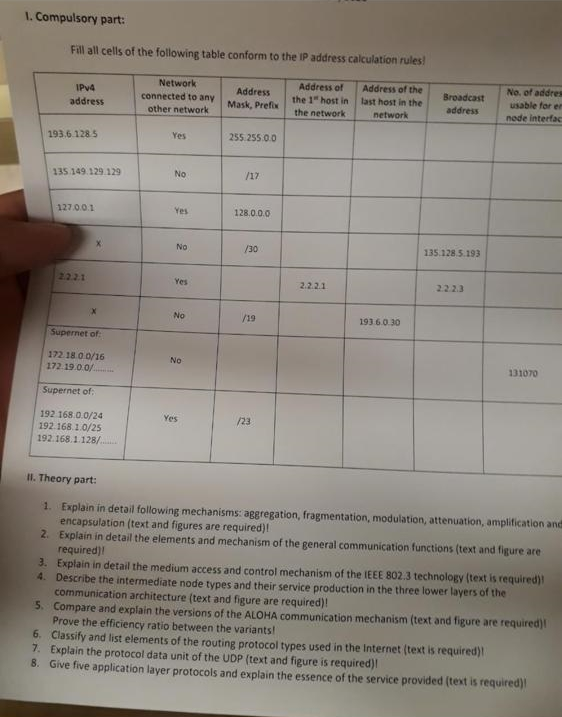 I. Compulsory part:
Fill all cells of the following table conform to the IP address calculation rules!
IPv4 address
Network connected to any other network
Address Mask, Prefix
Address of the 1st host in the network
Address of the last host in the network
Broadcast address
No. of addres
usable for
node interfac
193.6.128.5 Yes 255.255.0.0
135.149.129.129 No /17
127.0.0.1 Yes 128.0.0.0
X No /30 135.128.5.193
2.2.2.1 Yes 2.2.2.1 2.2.2.3
X No /19 193.6.0.30
Supernet of:
172.18.0.0/16
172.19.0.0/......... No 131070
Supernet of:
192.168.0.0/24
192.168.1.0/25 Yes /23
192.168.1.128/.......
II. Theory part:
1. Explain in detail following mechanisms: aggregation, fragmentation, modulation, attenuation, amplification and
encapsulation (text and figures are required)!
2. Explain in detail the elements and mechanism of the general communication functions (text and figure are
required)!
3. Explain in detail the medium access and control mechanism of the IEEE 802.3 technology (text is required)!
4. Describe the intermediate node types and their service production in the three lower layers of the
communication architecture (text and figure are required)!
5. Compare and explain the versions of the ALOHA communication mechanism (text and figure are required)!
Prove the efficiency ratio between the variants!
6. Classify and list elements of the routing protocol types used in the Internet (text is required)!
7. Explain the protocol data unit of the UDP (text and figure is required)!
8. Give five application layer protocols and explain the essence of the service provided (text is required)!